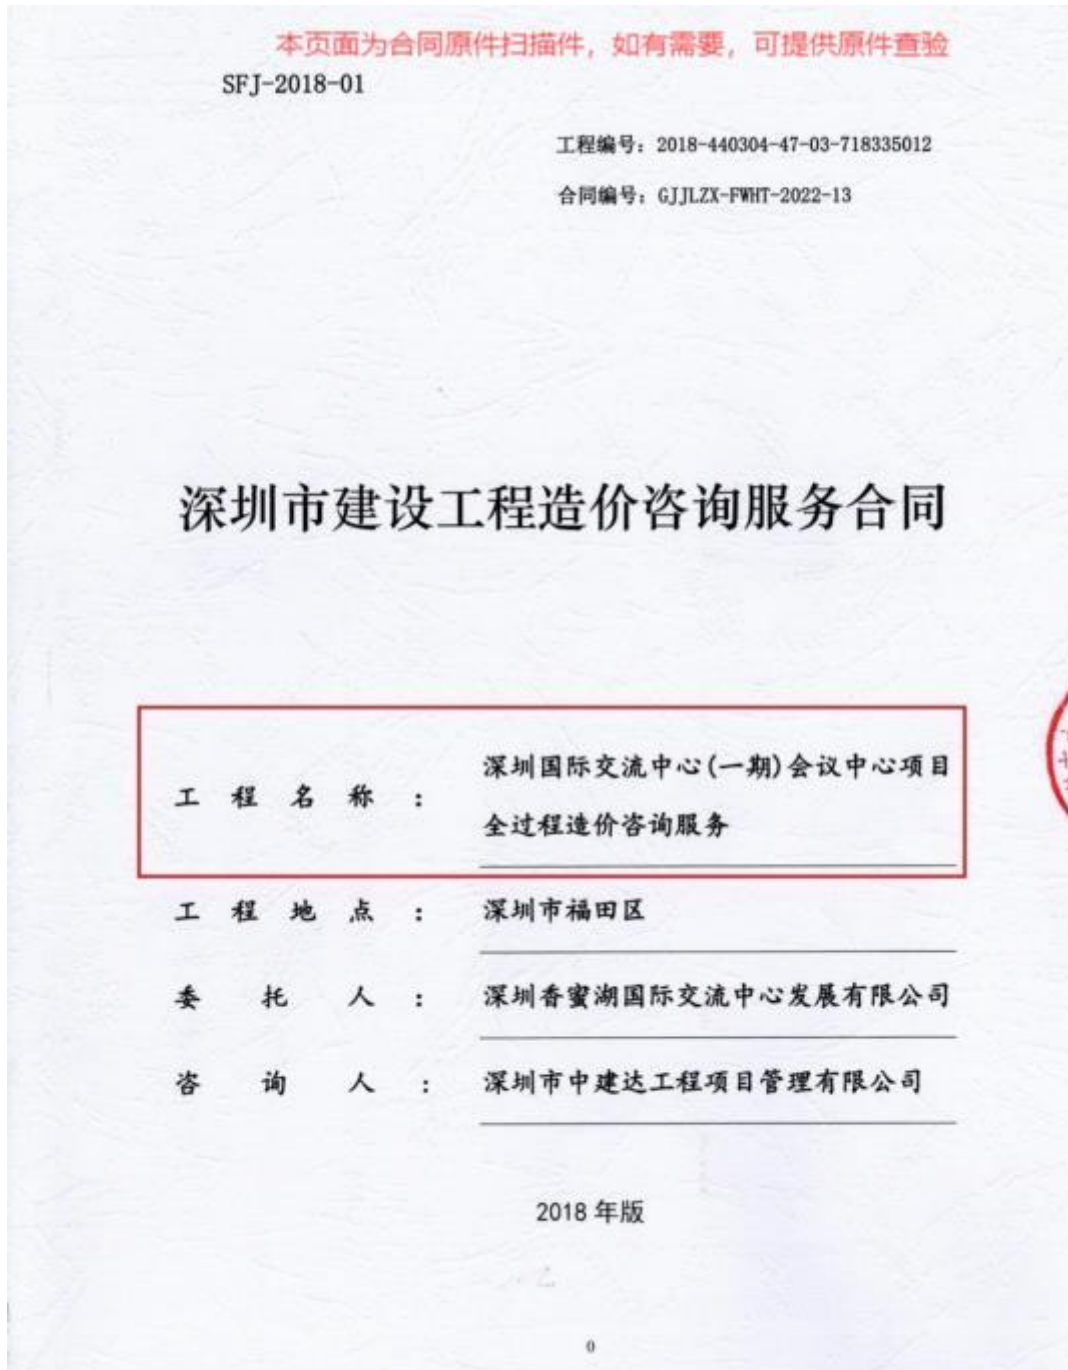 本页面为合同原件扫描件，如有需要，可提供原件查验
SFJ-2018-01
工程编号：2018-440304-47-03-718335012
合同编号：GJJLZX-FWHT-2022-13
深圳市建设工程造价咨询服务合同
工程名称：
深圳国际交流中心(一期)会议中心项目
全过程造价咨询服务
工程地点：深圳市福田区
委托人：深圳香蜜湖国际交流中心发展有限公司
咨询人：深圳市中建达工程项目管理有限公司
2018年版
0